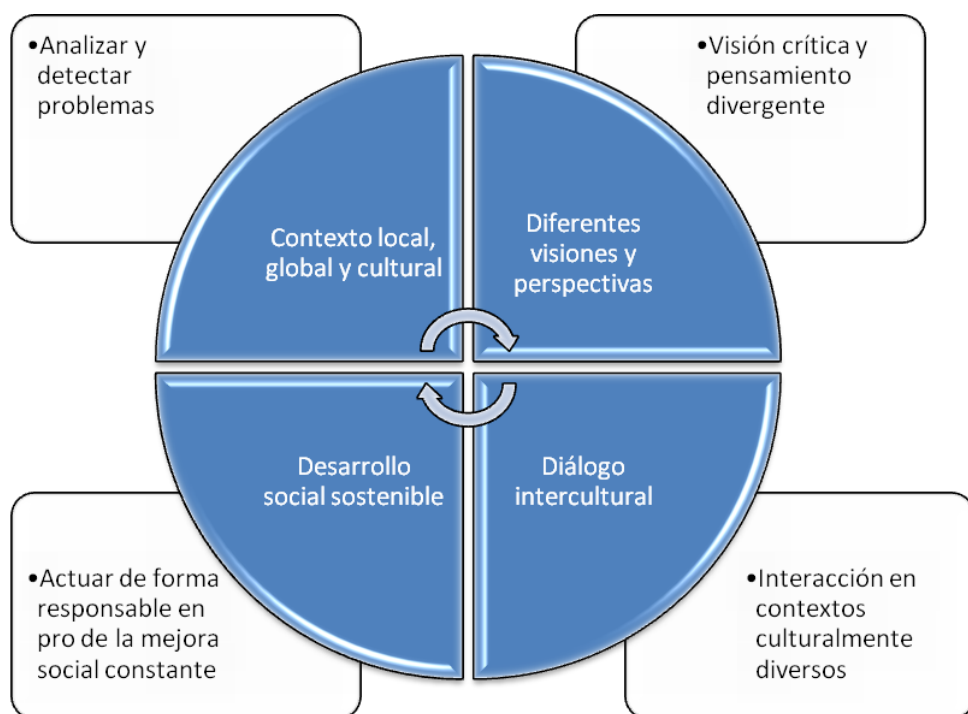 •Analizar y
detectar
problemas
•Visión crítica y
pensamiento
divergente
Contexto local,
global y cultural
Diferentes
visiones y
perspectivas
Desarrollo
social sostenible
Diálogo
intercultural
•Actuar de forma
responsable en
pro de la mejora
social constante
•Interacción en
contextos
culturalmente
diversos